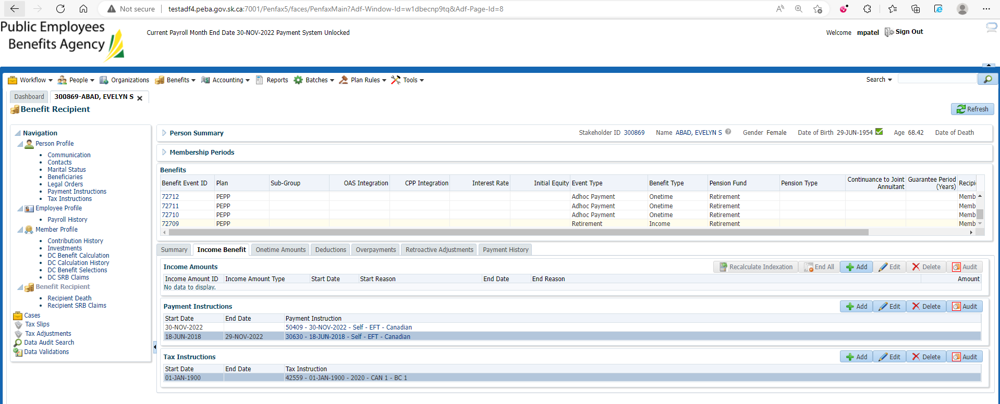 Not secure | testadf4.peba.gov.sk.ca:7001/Penfax5/faces/PenfaxMain?Adf-Window-Id=w1dbecnp9tq&Adf-Page-Id=8
Public Employees
Benefits Agency
Current Payroll Month End Date 30-NOV-2022 Payment System Unlocked
Welcome mpatel Sign Out
Workflow People Organizations Benefits Accounting Reports Batches Plan Rules Tools Search
Dashboard 300869-ABAD, EVELYN S
Benefit Recipient Refresh
Navigation
Person Profile
Communication
Contacts
Marital Status
Beneficiaries
Legal Orders
Payment Instructions
Tax Instructions
Employee Profile
Payroll History
Member Profile
Contribution History
Investments
DC Benefit Calculation
DC Calculation History
DC Benefit Selections
DC SRB Claims
Benefit Recipient
Recipient Death
Recipient SRB Claims
Cases
Tax Slips
Tax Adjustments
Data Audit Search
Data Validations
Person Summary Stakeholder ID 300869 Name ABAD, EVELYN S Gender Female Date of Birth 29-JUN-1954 Age 68.42 Date of Death
Membership Periods
Benefits
Benefit Event ID Plan Sub-Group OAS Integration CPP Integration Interest Rate Initial Equity Event Type Benefit Type Pension Fund Pension Type Continuance to Joint Annuitant Guarantee Period (Years) Recipi
72712 PEPP Adhoc Payment Onetime Retirement Memb
72711 PEPP Adhoc Payment Onetime Retirement Memb
72710 PEPP Adhoc Payment Onetime Retirement Memb
72709 PEPP Retirement Income Retirement Memb
Summary Income Benefit Onetime Amounts Deductions Overpayments Retroactive Adjustments Payment History
Income Amounts Recalculate Indexation End All Add Edit Delete Audit
Income Amount ID Income Amount Type Start Date Start Reason End Date End Reason Amount
No data to display.
Payment Instructions Add Edit Delete Audit
Start Date End Date Payment Instruction
30-NOV-2022 50409 - 30-NOV-2022 - Self - EFT - Canadian
18-JUN-2018 29-NOV-2022 30630 - 18-JUN-2018 - Self - EFT - Canadian
Tax Instructions Add Edit Delete Audit
Start Date End Date Tax Instruction
01-JAN-1900 42559 - 01-JAN-1900 - 2020 - CAN 1 - BC 1